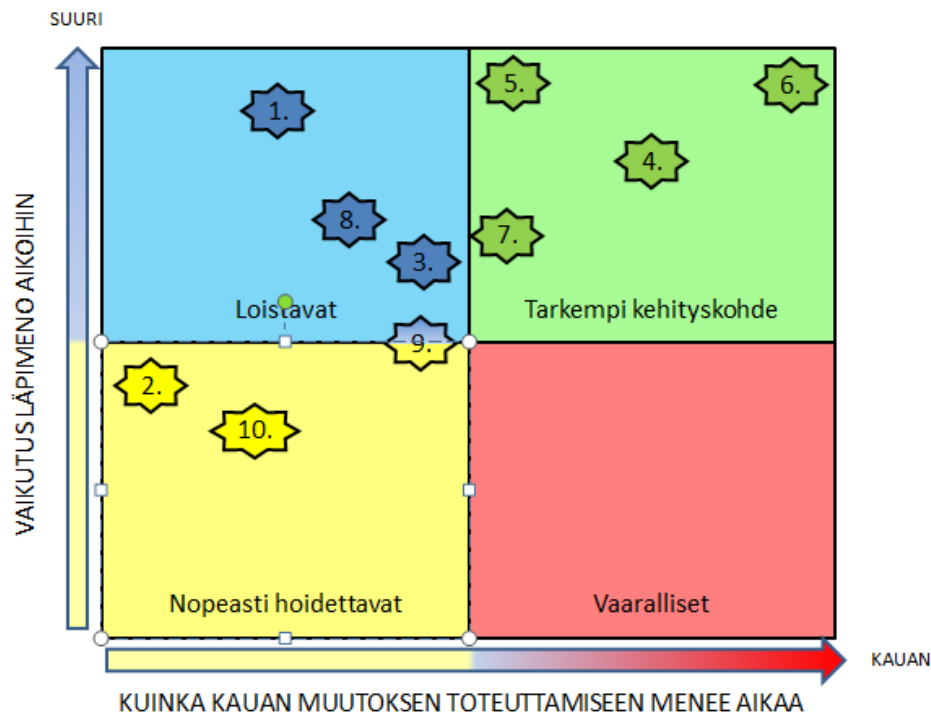 SUURI
5.
6.
1.
4.
8.
7.
3.
Loistavat
Tarkempi kehityskohde
9.
2.
10.
Nopeasti hoidettavat
Vaaralliset
VAIKUTUS LÄPIMENO AIKOIHIN
KAUAN
KUINKA KAUAN MUUTOKSEN TOTEUTTAMISEEN MENEE AIKAA